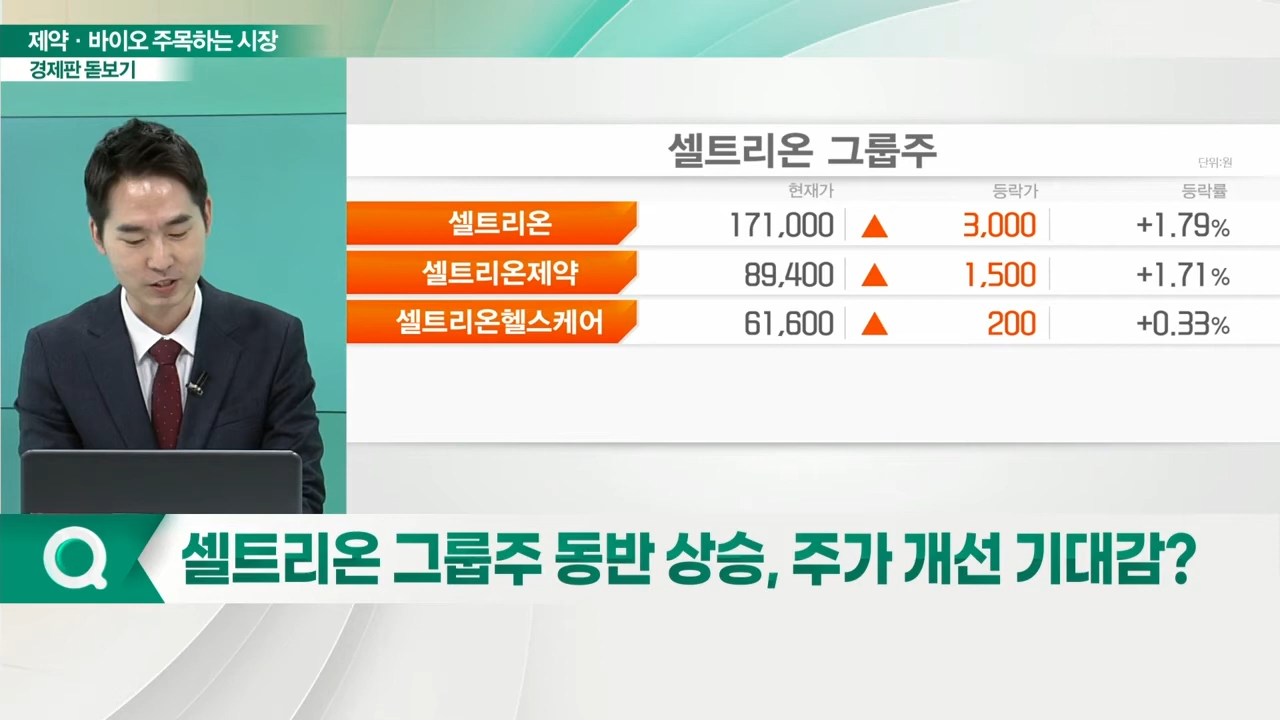 제약·바이오 주목하는 시장
경제판 돋보기
셀트리온 그룹주
단위:원
현재가 등락가 등락률
셀트리온 171,000 ▲ 3,000 +1.79%
셀트리온제약 89,400 ▲ 1,500 +1.71%
셀트리온헬스케어 61,600 ▲ 200 +0.33%
Q 셀트리온 그룹주 동반 상승, 주가 개선 기대감?